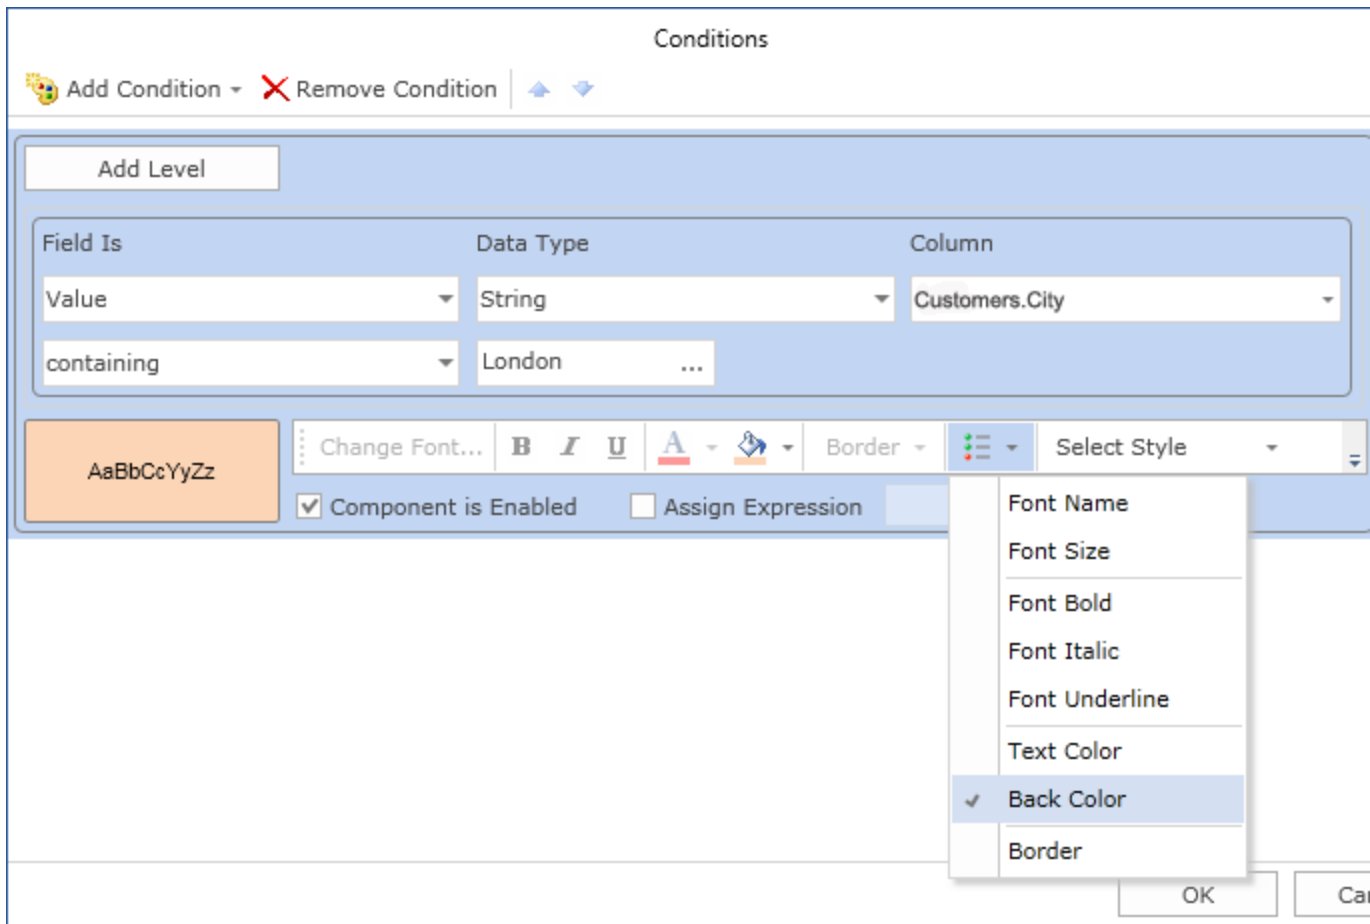 Conditions
Add Condition Remove Condition
Add Level
Field Is Data Type Column
Value String Customers.City
containing London ...
AaBbCcYyZz
Change Font... B I U A Border Select Style
Component is Enabled Assign Expression
Font Name
Font Size
Font Bold
Font Italic
Font Underline
Text Color
Back Color
Border
OK